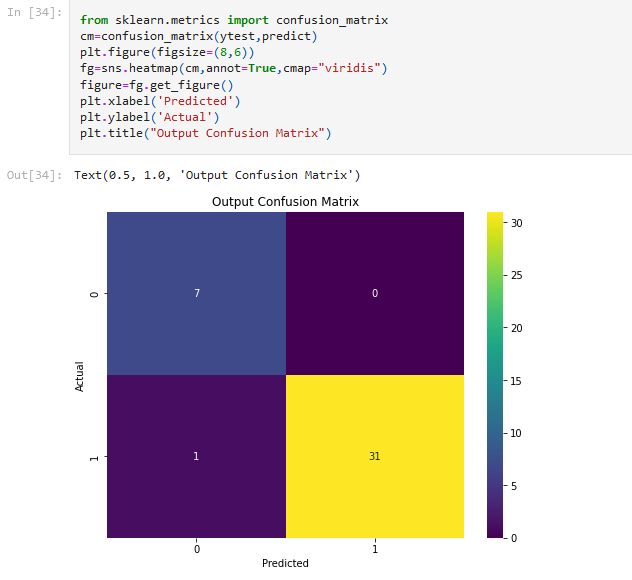 In [34]:
from sklearn.metrics import confusion_matrix
cm=confusion_matrix(ytest,predict)
plt.figure(figsize=(8,6))
fg=sns.heatmap(cm,annot=True,cmap="viridis")
figure=fg.get_figure()
plt.xlabel('Predicted')
plt.ylabel('Actual')
plt.title("Output Confusion Matrix")
Out[34]: Text(0.5, 1.0, 'Output Confusion Matrix')
Output Confusion Matrix
30
25
20
15
10
5
0
7 0
1 31
0
1
Actual
0 1
Predicted